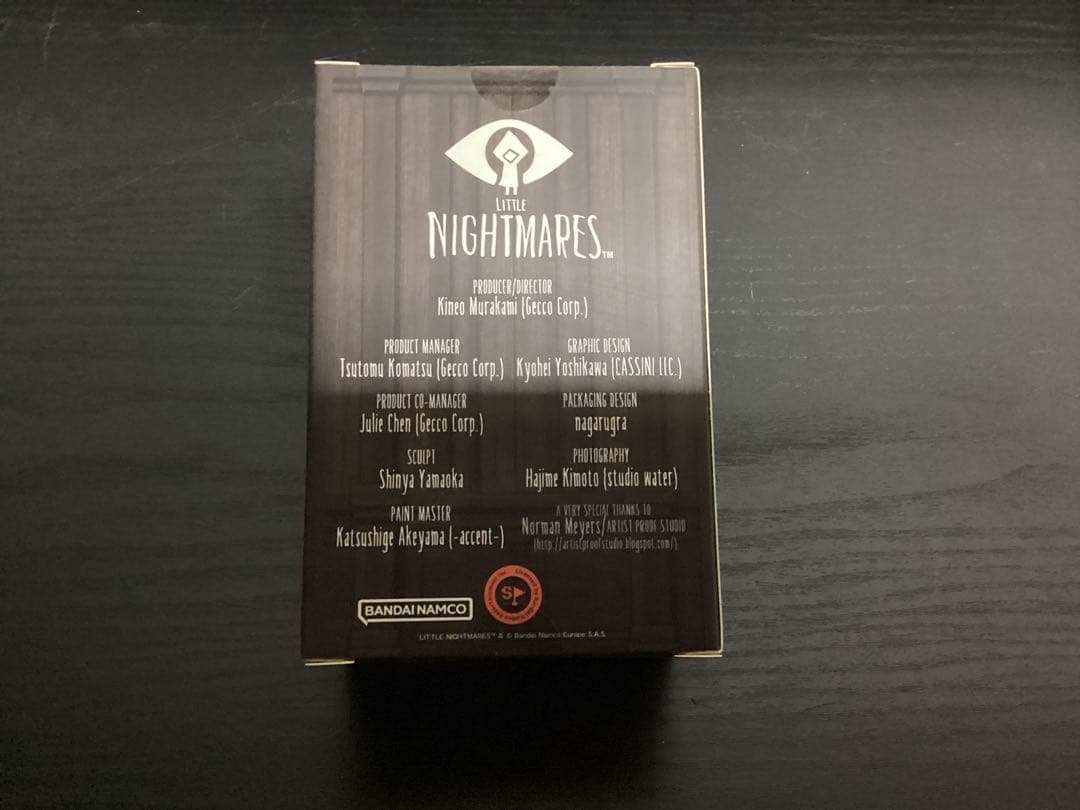 LITTLE
NIGHTMARES™
PRODUCER/DIRECTOR
Kineo Murakami (Gecco Corp.)
PRODUCT MANAGER
Tsutomu Komatsu (Gecco Corp.)
PRODUCT CO-MANAGER
Julie Chen (Gecco Corp.)
SCULPT
Shinya Yamaoka
PAINT MASTER
Katsushige Akeyama (-accent-)
GRAPHIC DESIGN
Kyohei Yoshikawa (CASSINI LLC.)
PACKAGING DESIGN
nagarugra
PHOTOGRAPHY
Hajime Kimoto (studio water)
A VERY SPECIAL THANKS TO
Norman Meyers/ARTIST PROOF STUDIO
(http://artistproofstudio.blogspot.com/)
BANDAI NAMCO
LITTLE NIGHTMARES™ & © Bandai Namco Europe S.A.S.